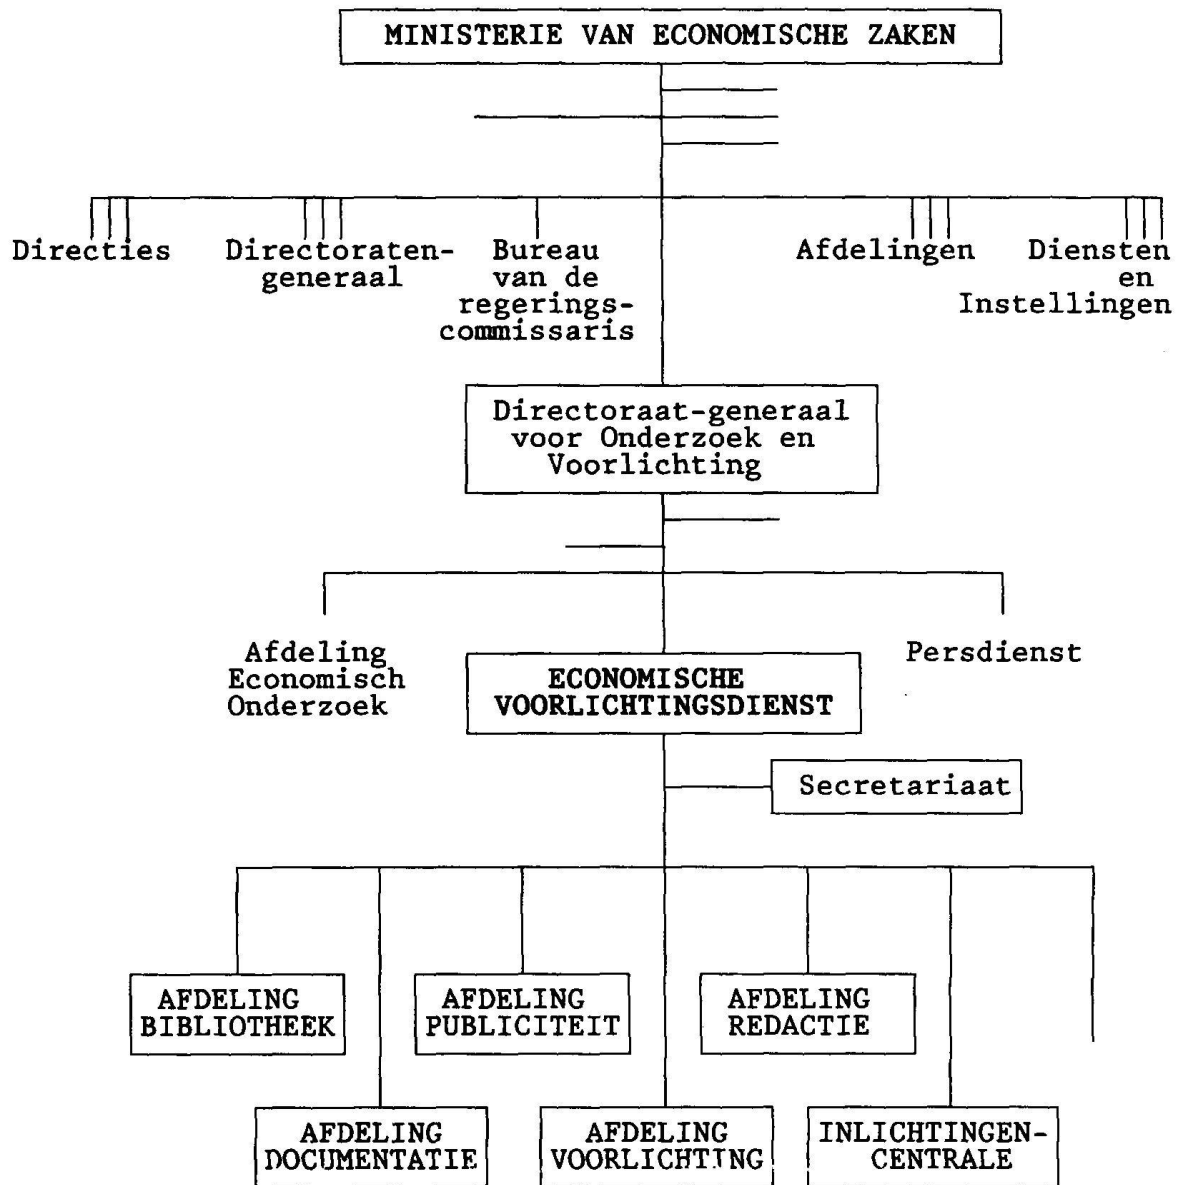 MINISTERIE VAN ECONOMISCHE ZAKEN
Directies
Directoraten-
generaal
Bureau
van de
regerings-
commissaris
Afdelingen
Diensten
en
Instellingen
Directoraat-generaal
voor Onderzoek en
Voorlichting
Afdeling
Economisch
Onderzoek
ECONOMISCHE
VOORLICHTINGSDIENST
Persdienst
Secretariaat
AFDELING
BIBLIOTHEEK
AFDELING
PUBLICITEIT
AFDELING
REDACTIE
AFDELING
DOCUMENTATIE
AFDELING
VOORLICHTING
INLICHTINGEN-
CENTRALE